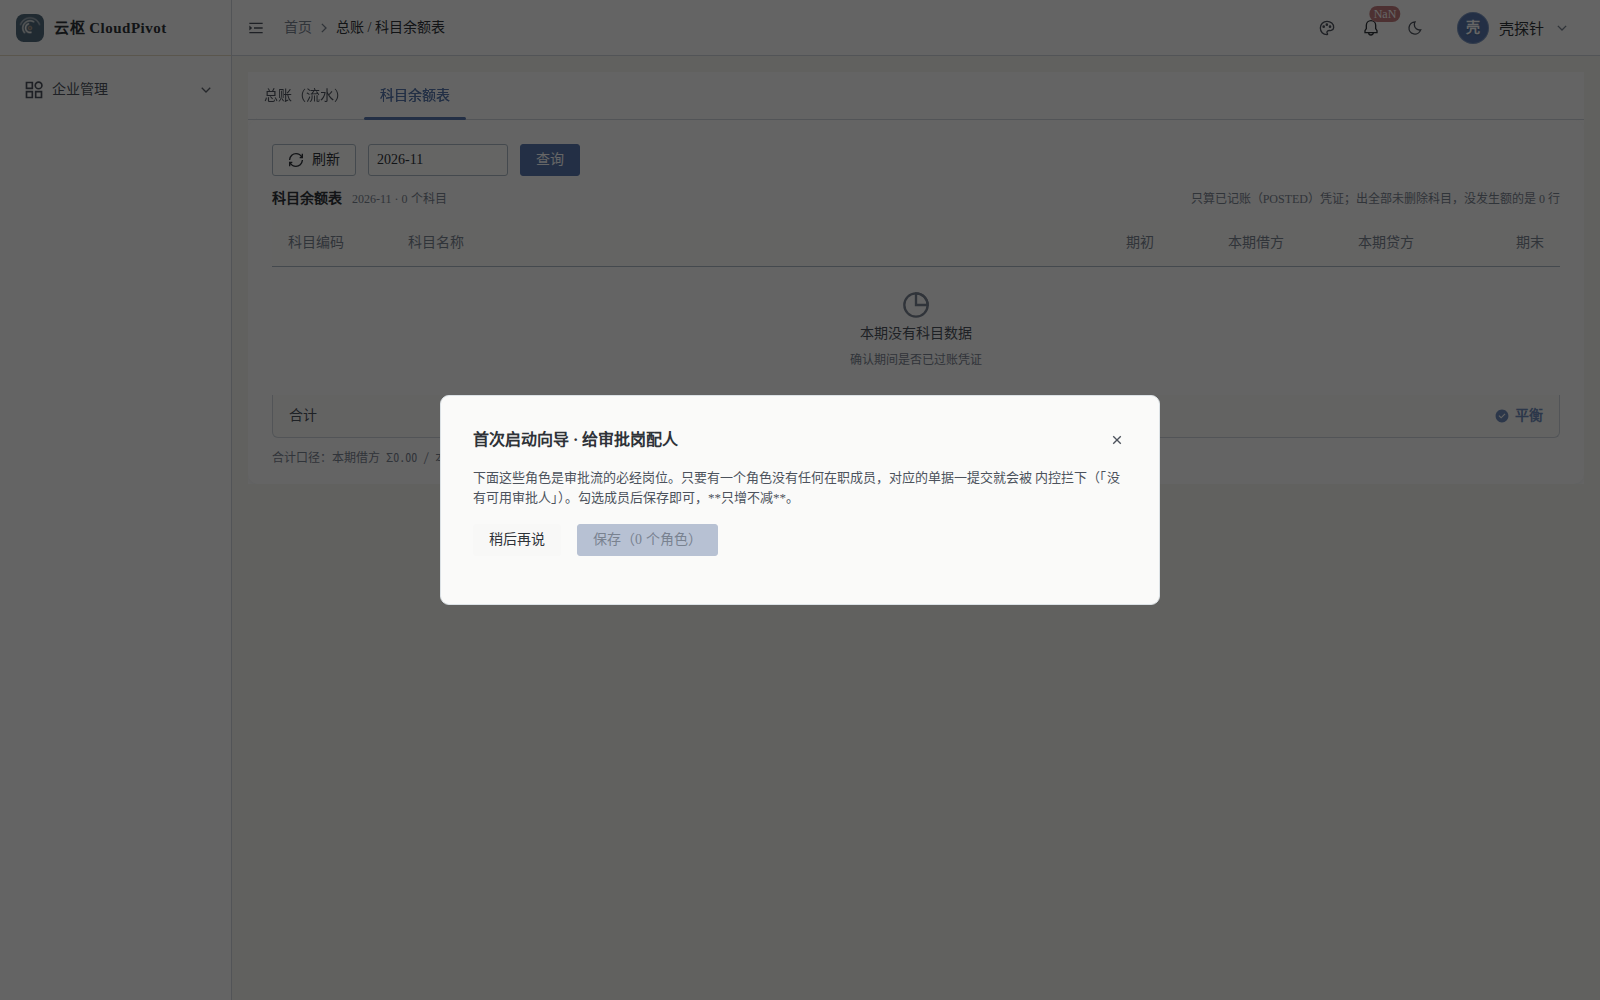 云枢 CloudPivot
首页 > 总账 / 科目余额表
NaN
壳
壳探针
企业管理
总账（流水）
科目余额表
刷新
2026-11
查询
科目余额表 2026-11 · 0 个科目
只算已记账（POSTED）凭证；出全部未删除科目，没发生额的是 0 行
科目编码 科目名称 期初 本期借方 本期贷方 期末
本期没有科目数据
确认期间是否已过账凭证
合计
平衡
合计口径：本期借方 Σ0.00 /
首次启动向导 · 给审批岗配人
下面这些角色是审批流的必经岗位。只要有一个角色没有任何在职成员，对应的单据一提交就会被 内控拦下（「没
有可用审批人」）。勾选成员后保存即可，**只增不减**。
稍后再说
保存（0 个角色）